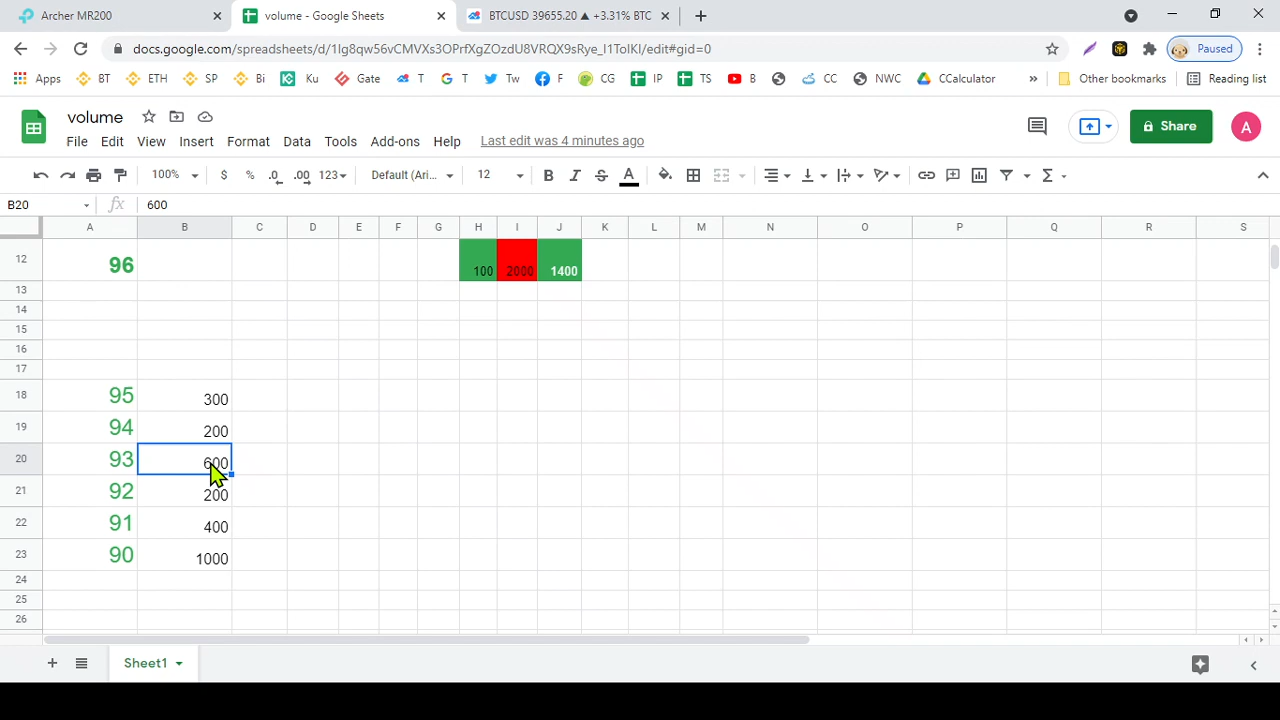 Archer MR200
volume - Google Sheets
BTCUSD 39655.20 ▲ +3.31% BTC
docs.google.com/spreadsheets/d/1Ig8qw56vCMVXs3OPrfXgZOzdU8VRQX9sRye_I1ToIKI/edit#gid=0
Paused
Apps BT ETH SP Bi Ku Gate T T Tw F CG IP TS B CC NWC CCalculator » Other bookmarks Reading list
volume
Share
A
File Edit View Insert Format Data Tools Add-ons Help Last edit was 4 minutes ago
100% $ % .0 .00 123 Default (Ari... 12 B I S A Σ
B20 fx 600
A B C D E F G H I J K L M N O P Q R S
12 96 100 2000 1400
13
14
15
16
17
18 95 300
19 94 200
20 93 600
21 92 200
22 91 400
23 90 1000
24
25
26
Sheet1